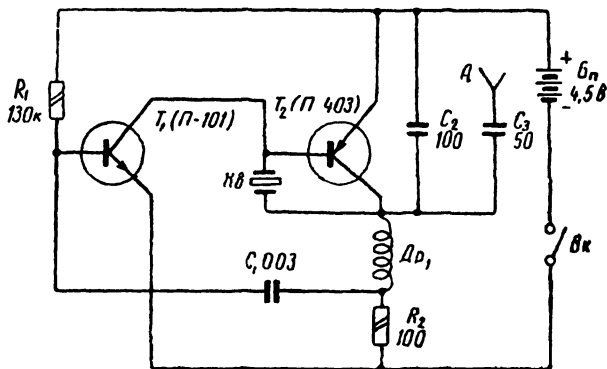 R₁
130к
T₁ (П-101)
T₂ (П 403)
Кв
C₁ 003
Др₁
R₂
100
C₂
100
А
C₃
50
+
Бп
4,5 в
-
Вк